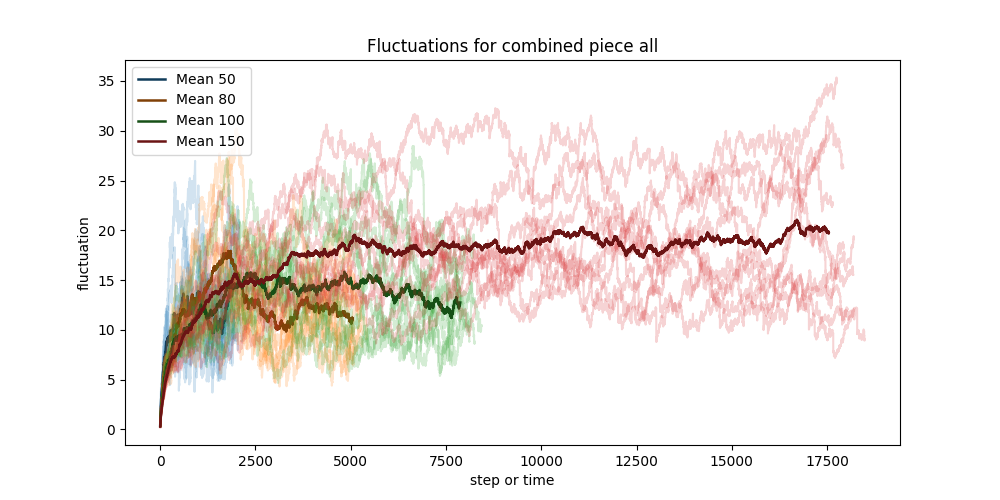 Fluctuations for combined piece all
Mean 50
Mean 80
Mean 100
Mean 150
35
30
25
20
15
10
5
0
fluctuation
0 2500 5000 7500 10000 12500 15000 17500
step or time